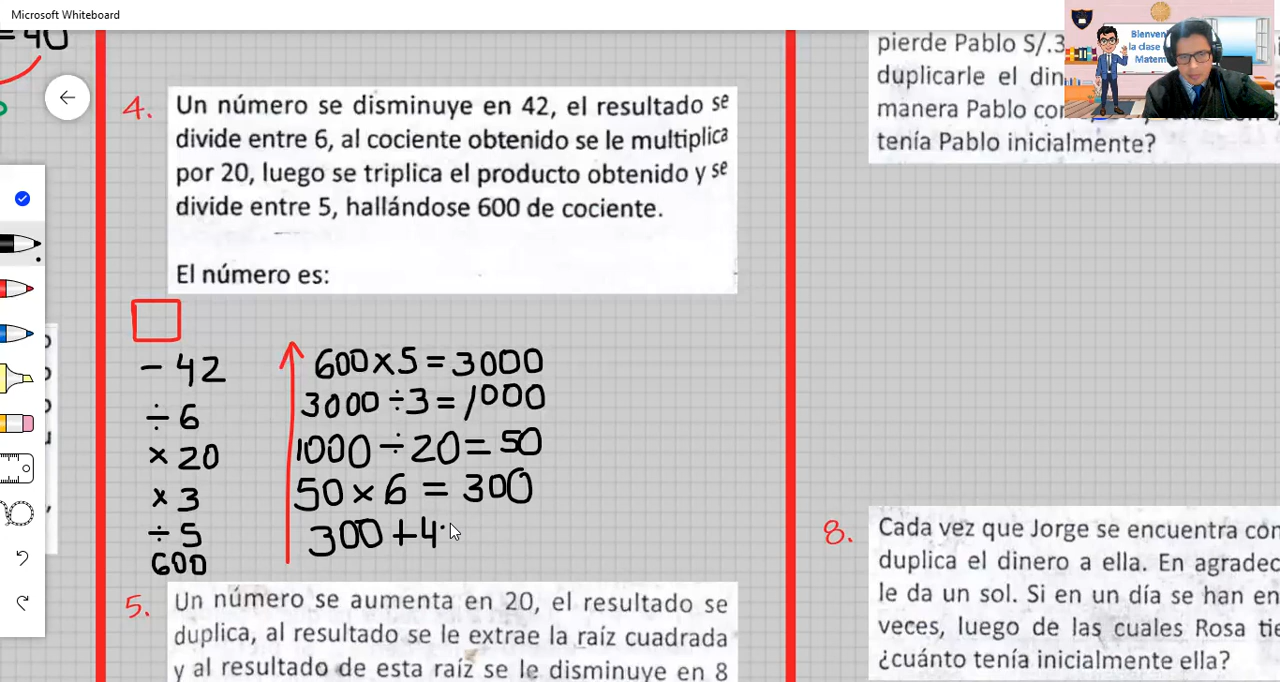 Microsoft Whiteboard
= 40
4.
Un número se disminuye en 42, el resultado se
divide entre 6, al cociente obtenido se le multiplica
por 20, luego se triplica el producto obtenido y se
divide entre 5, hallándose 600 de cociente.
El número es:
- 42
÷ 6
× 20
× 3
÷ 5
600
600 × 5 = 3000
3000 ÷ 3 = 1000
1000 ÷ 20 = 50
50 × 6 = 300
300 + 4
5.
Un número se aumenta en 20, el resultado se
duplica, al resultado se le extrae la raíz cuadrada
y al resultado de esta raíz se le disminuye en 8
pierde Pablo S/.3
duplicarle el din
manera Pablo con
tenía Pablo inicialmente?
Bienven
la clase
Matem
8.
Cada vez que Jorge se encuentra con
duplica el dinero a ella. En agradec
le da un sol. Si en un día se han en
veces, luego de las cuales Rosa tie
¿cuánto tenía inicialmente ella?